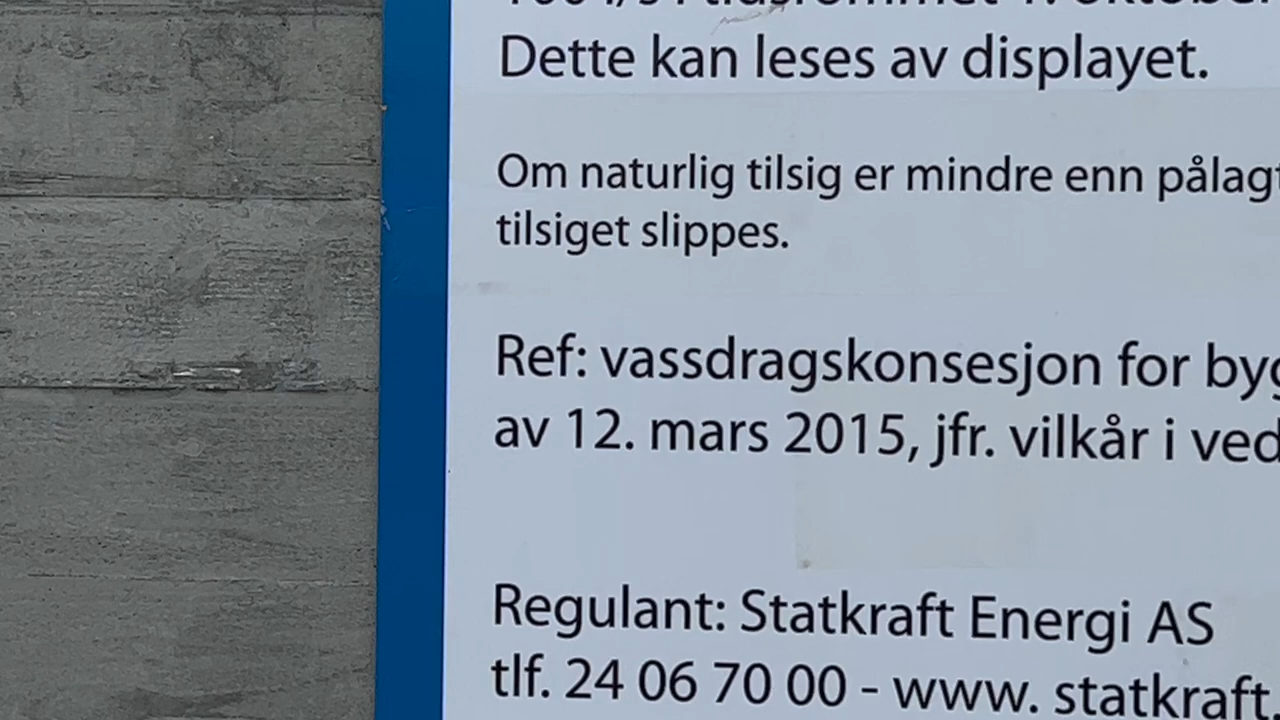 Dette kan leses av displayet.
Om naturlig tilsig er mindre enn
tilsiget slippes.
Ref: vassdragskonsesjon for
av 12. mars 2015, jfr. vilkår i
Regulant: Statkraft Energi AS
tlf. 24 06 70 00 - www. statkraft.